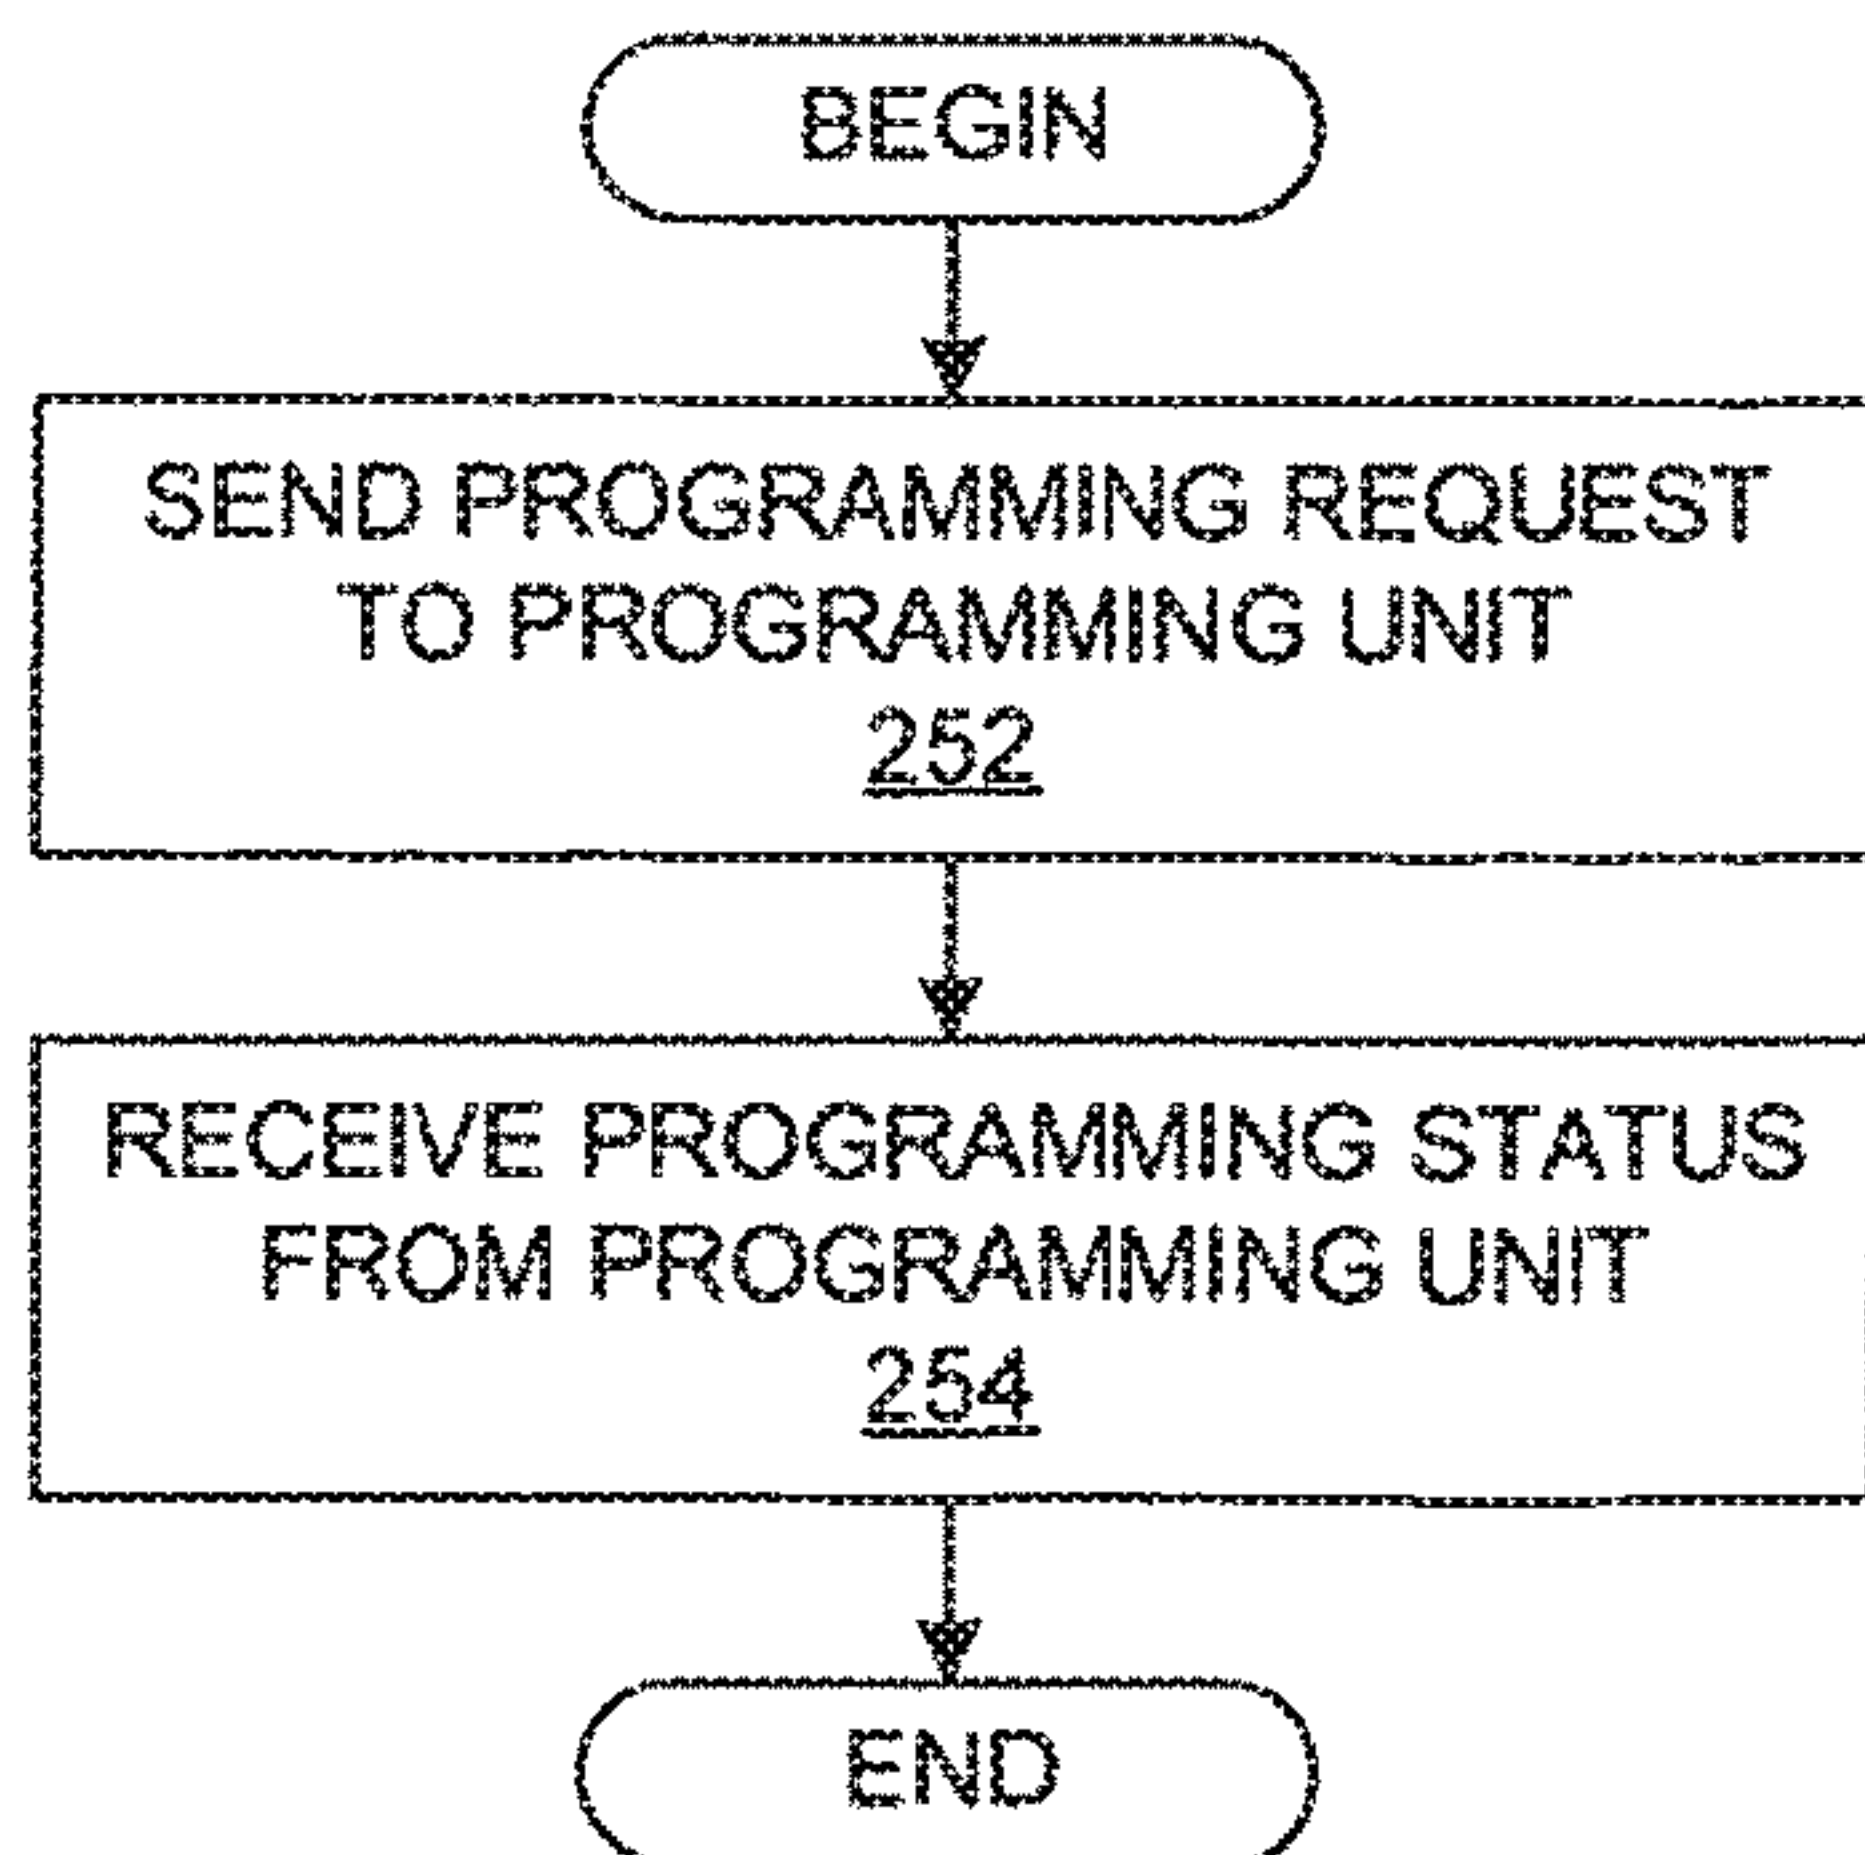 BEGIN
SEND PROGRAMMING REQUEST
TO PROGRAMMING UNIT
252
RECEIVE PROGRAMMING STATUS
FROM PROGRAMMING UNIT
254
END